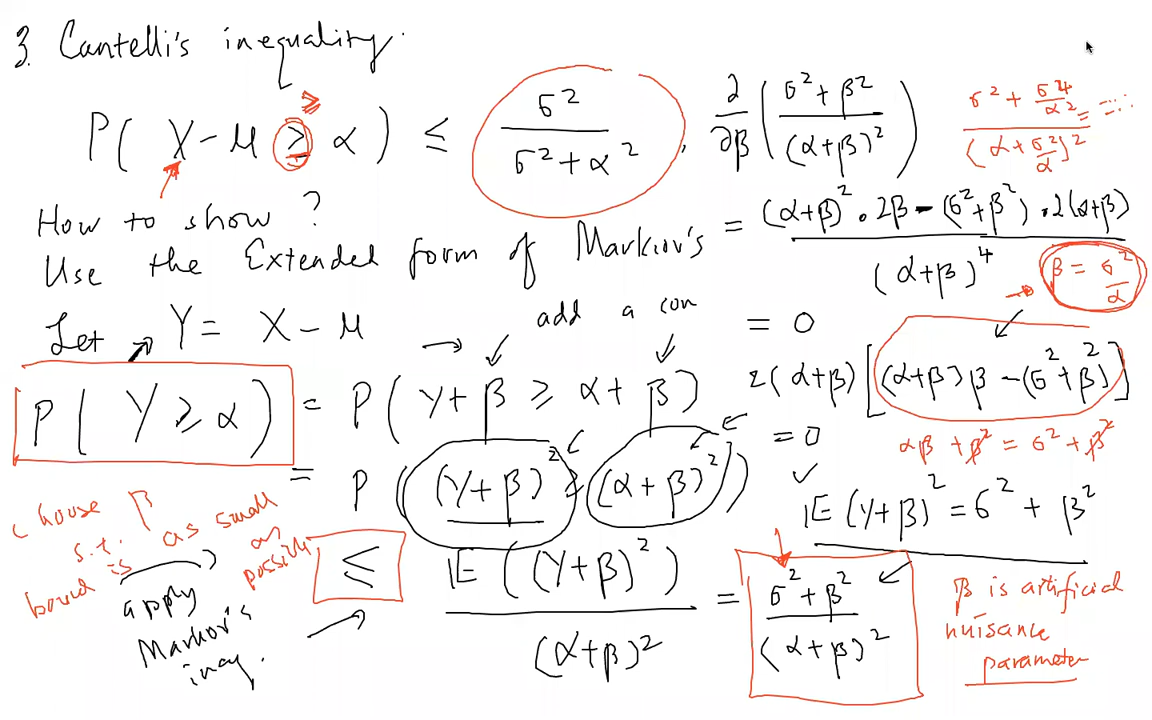 3. Cantelli's inequality.
P( X - μ ≥ α ) ≤ σ² / (σ² + α²) ,
≥
How to show ?
Use the Extended form of Markov's
Let Y = X - μ
add a con
P( Y ≥ α ) = P( Y + β ≥ α + β )
= P( (Y + β)² ≥ (α + β)² )
≤ E( (Y + β)² ) / (α + β)² = (σ² + β²) / (α + β)²
choose β
s.t.
bound is as small
as
possible
apply
Markov's
ineq.
∂/∂β ( (σ² + β²) / (α + β)² )
= ( (α+β)² · 2β - (σ² + β²) · 2(α+β) ) / (α+β)⁴
= 0
2(α+β) [ (α+β)β - (σ² + β²) ]
= 0
αβ + β² = σ² + β²
β = σ²/α
( σ² + σ⁴/α² ) / ( α + σ²/α )² = ....
E(Y+β)² = σ² + β²
β is artificial
nuisance
parameter